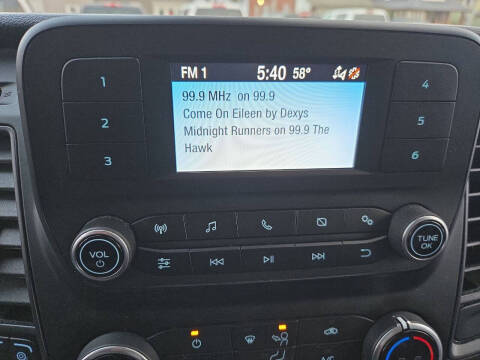 FM 1 5:40 58°
99.9 MHz on 99.9
Come On Eileen by Dexys
Midnight Runners on 99.9 The
Hawk
1
2
3
4
5
6
VOL
TUNE
OK